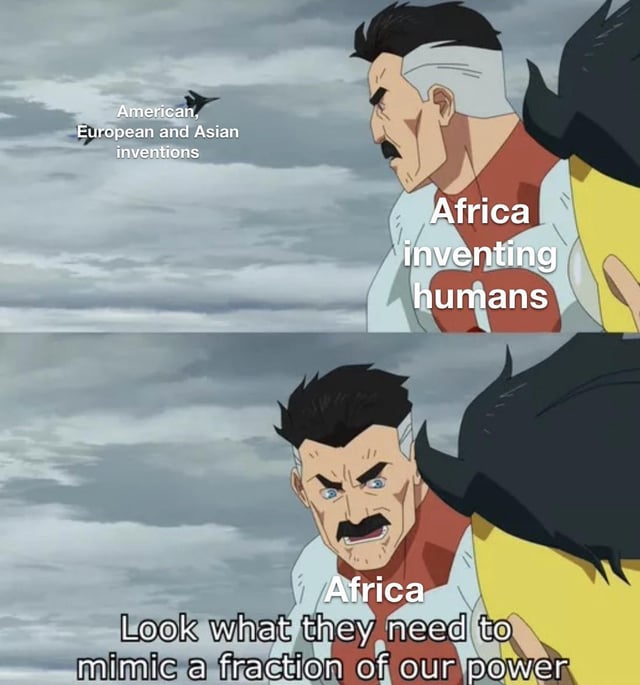 American,
European and Asian
inventions
Africa
inventing
humans
Africa
Look what they need to
mimic a fraction of our power